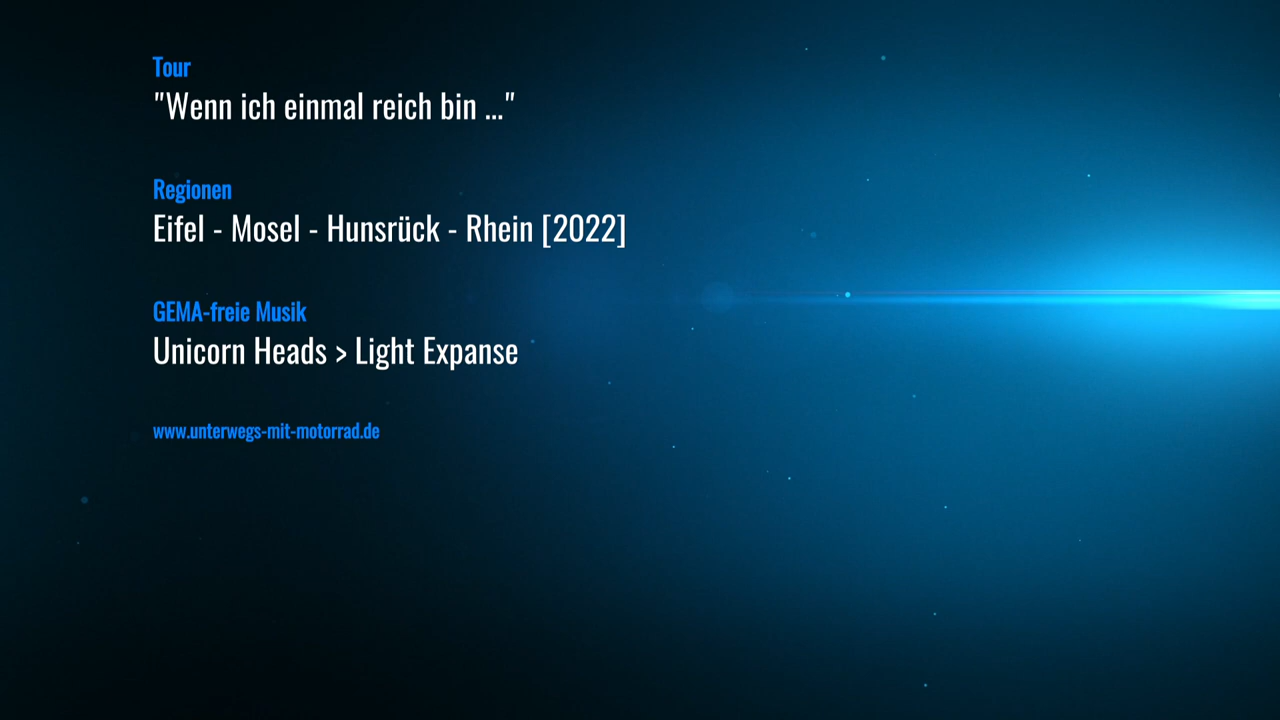 Tour
"Wenn ich einmal reich bin ..."
Regionen
Eifel - Mosel - Hunsrück - Rhein [2022]
GEMA-freie Musik
Unicorn Heads > Light Expanse
www.unterwegs-mit-motorrad.de